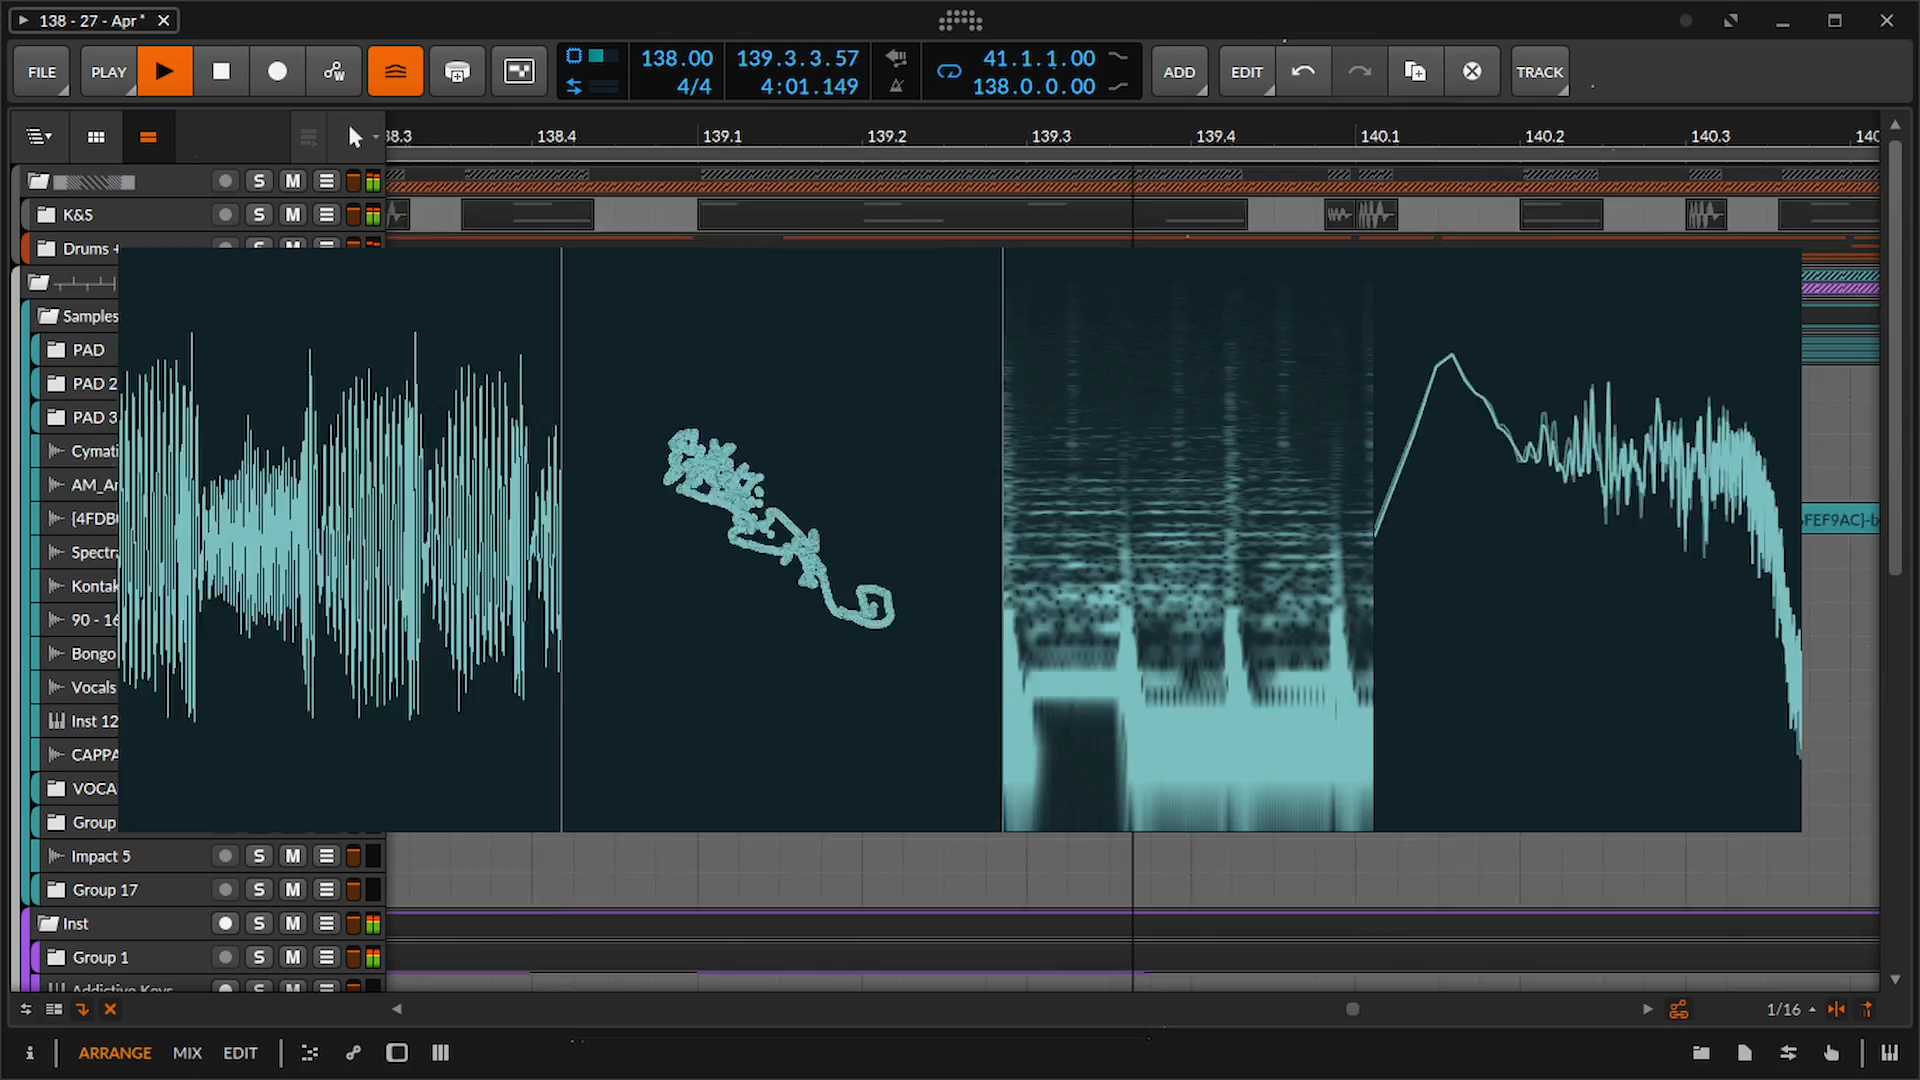 138 - 27 - Apr*
FILE
PLAY
138.00
4/4
139.3.3.57
4:01.149
41.1.1.00
138.0.0.00
ADD
EDIT
TRACK
38.3
138.4
139.1
139.2
139.3
139.4
140.1
140.2
140.3
140
S M
K&S
S M
Drums +
S M
Samples
PAD
PAD 2
PAD 3
Cymati
AM_A
[4FDB
Spectra
FEF9AC]-b
Kontak
90 - 16
Bongo
Vocals
Inst 12
CAPPA
VOCA
Group
Impact 5
S M
Group 17
S M
Inst
S M
Group 1
S M
Addictive Keys
S M
1/16
ARRANGE
MIX
EDIT